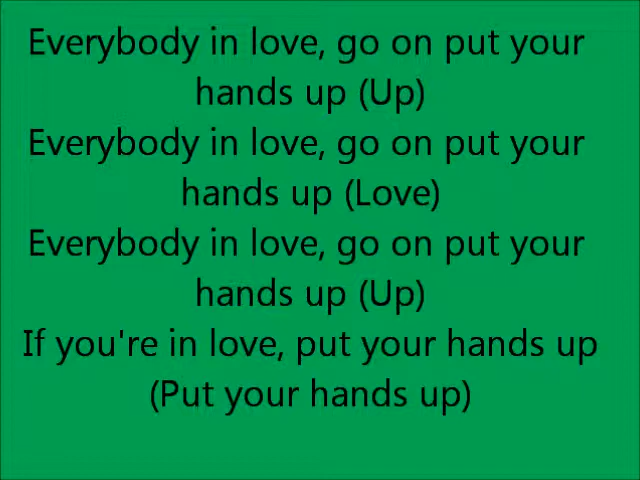 Everybody in love, go on put your
hands up (Up)
Everybody in love, go on put your
hands up (Love)
Everybody in love, go on put your
hands up (Up)
If you're in love, put your hands up
(Put your hands up)